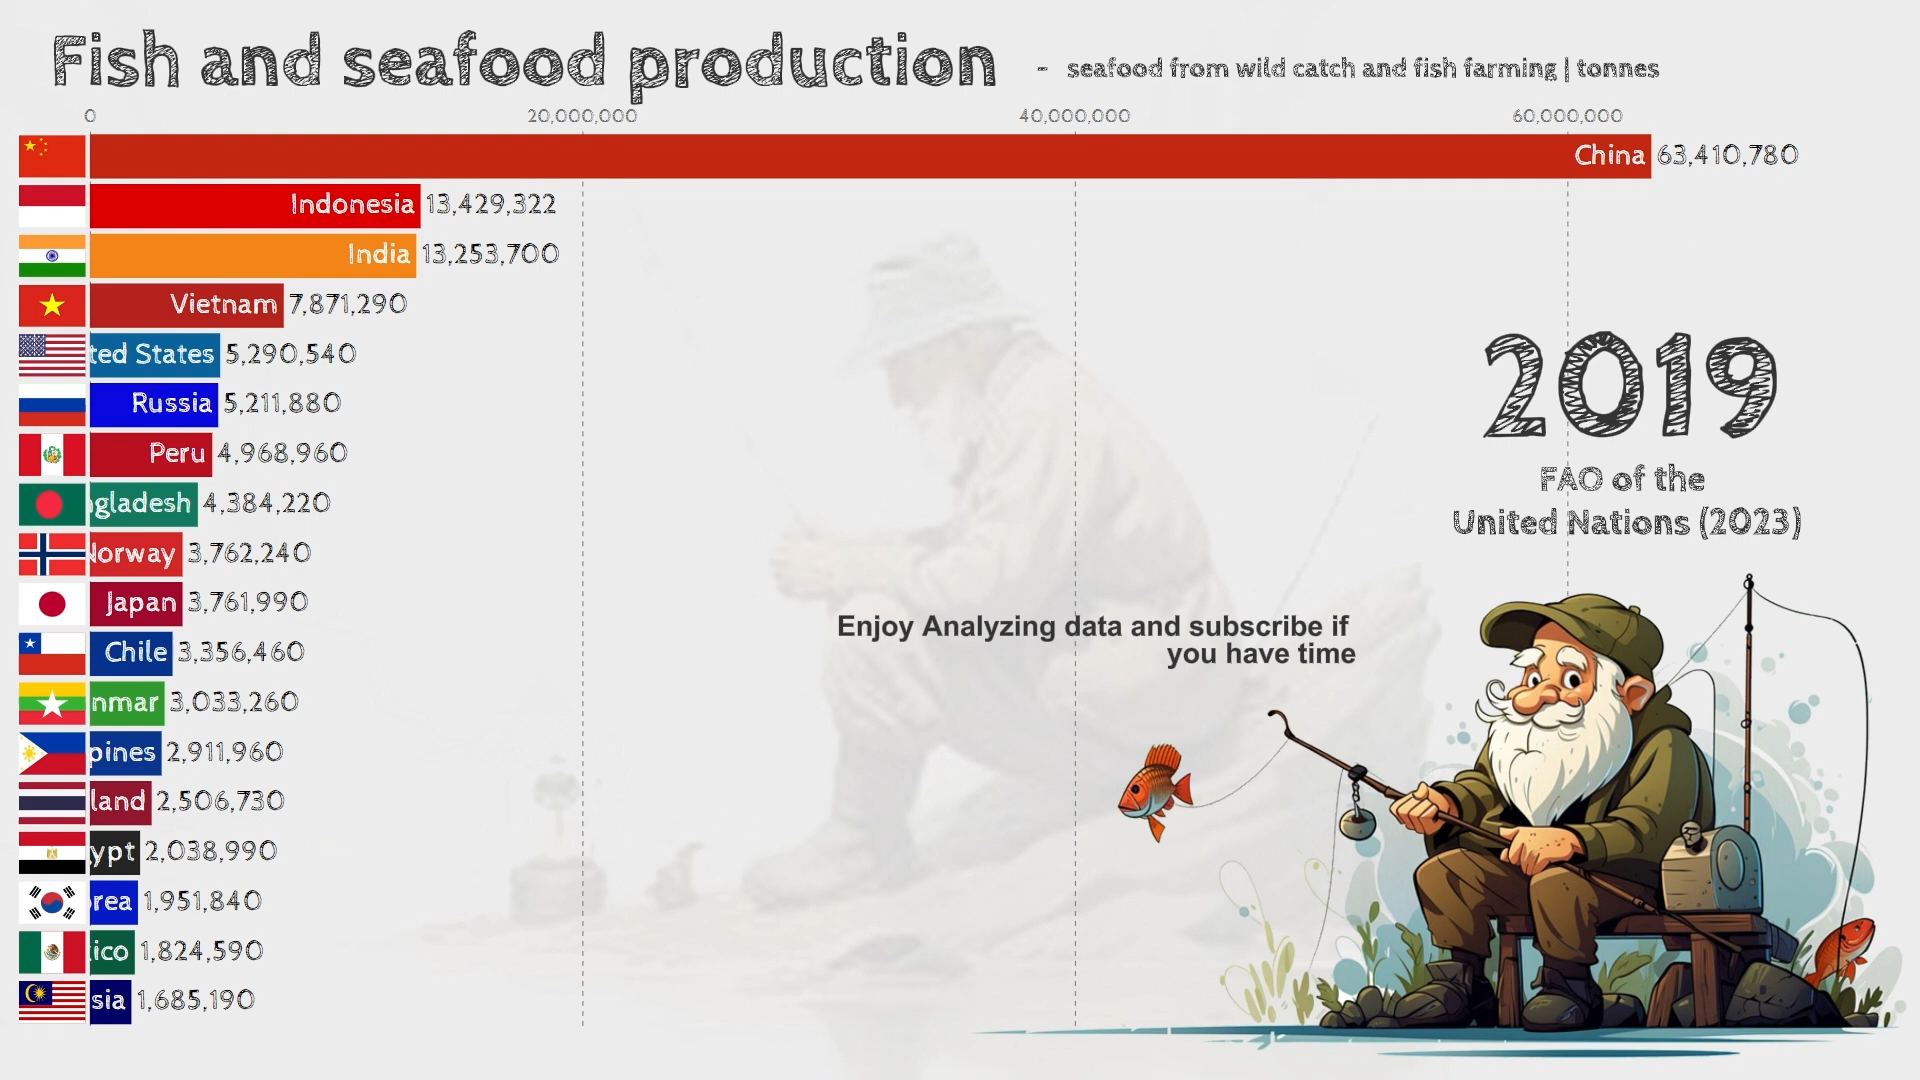 Fish and seafood production - seafood from wild catch and fish farming | tonnes
0 20,000,000 40,000,000 60,000,000
China 63,410,780
Indonesia 13,429,322
India 13,253,700
Vietnam 7,871,290
ted States 5,290,540
Russia 5,211,880
Peru 4,968,960
gladesh 4,384,220
Norway 3,762,240
Japan 3,761,990
Chile 3,356,460
nmar 3,033,260
pines 2,911,960
land 2,506,730
ypt 2,038,990
rea 1,951,840
ico 1,824,590
sia 1,685,190
2019
FAO of the
United Nations (2023)
Enjoy Analyzing data and subscribe if
you have time